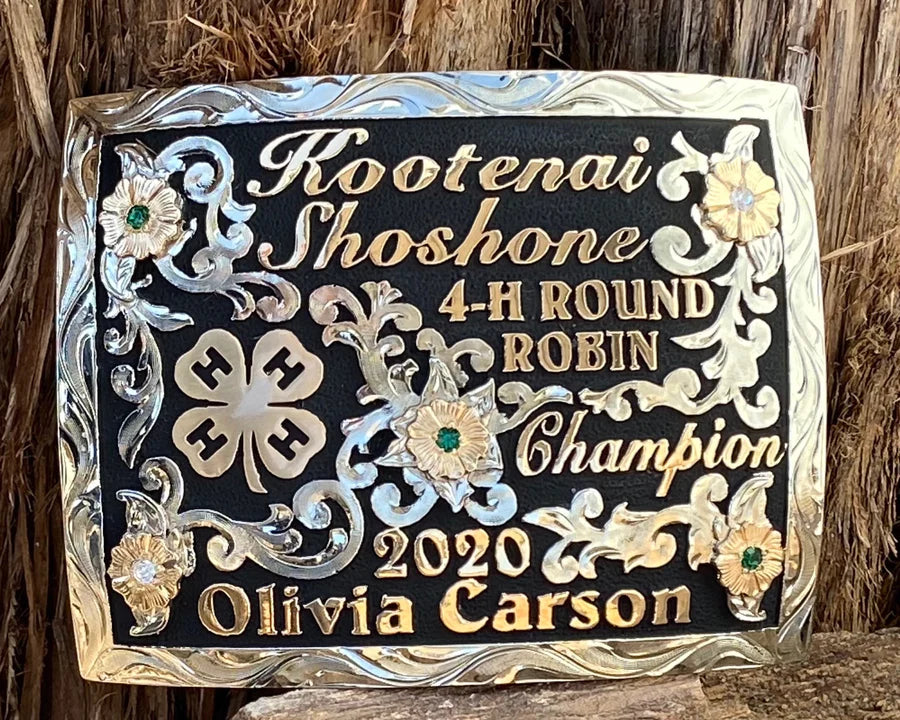 Kootenai
Shoshone
4-H ROUND
ROBIN
H H
H H
Champion
2020
Olivia Carson